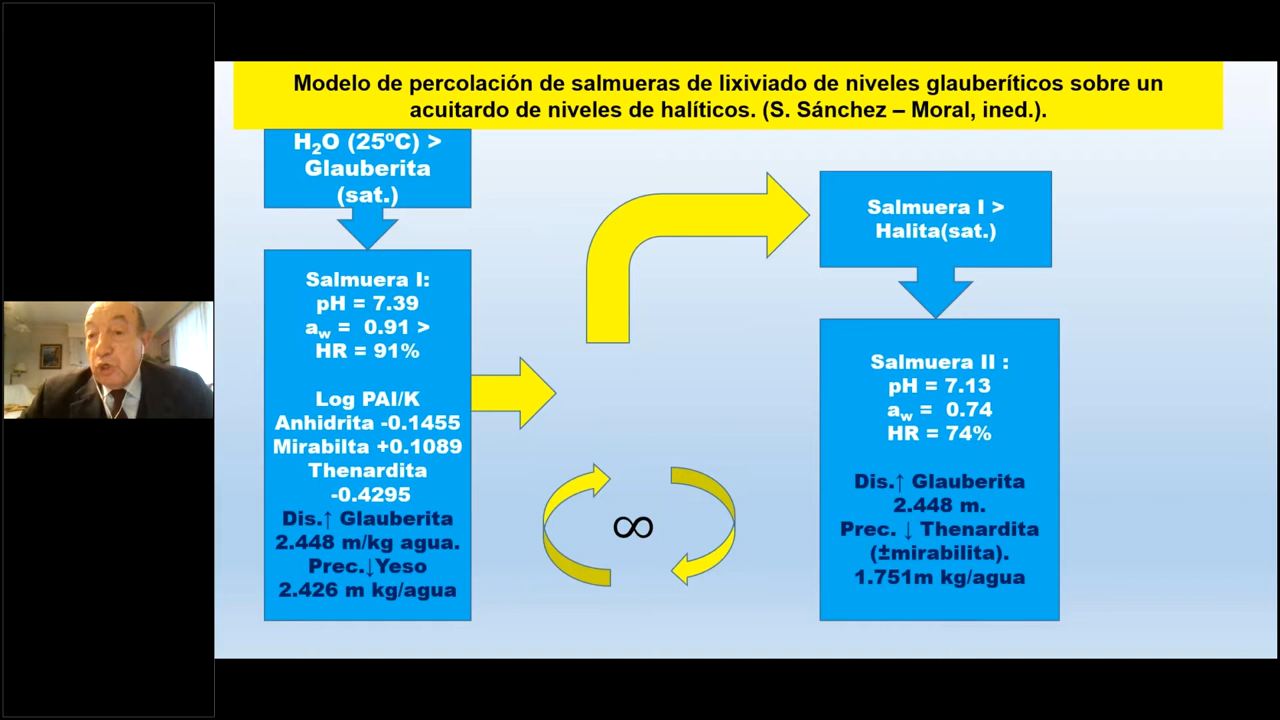 Modelo de percolación de salmueras de lixiviado de niveles glauberíticos sobre un
acuitardo de niveles de halíticos. (S. Sánchez – Moral, ined.).
H₂O (25ºC) >
Glauberita
(sat.)
Salmuera I:
pH = 7.39
aw = 0.91 >
HR = 91%
Log PAI/K
Anhidrita -0.1455
Mirabilta +0.1089
Thenardita
-0.4295
Dis.↑ Glauberita
2.448 m/kg agua.
Prec.↓Yeso
2.426 m kg/agua
∞
Salmuera I >
Halita(sat.)
Salmuera II :
pH = 7.13
aw = 0.74
HR = 74%
Dis.↑ Glauberita
2.448 m.
Prec. ↓ Thenardita
(±mirabilita).
1.751m kg/agua